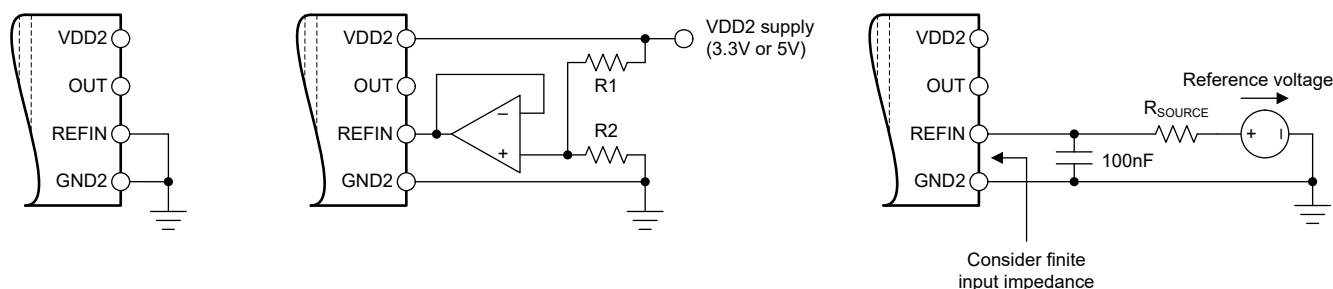 VDD2
OUT
REFIN
GND2
VDD2
OUT
REFIN
GND2
−
+
R1
R2
VDD2 supply
(3.3V or 5V)
VDD2
OUT
REFIN
GND2
Reference voltage
RSOURCE
+
−
100nF
Consider finite
input impedance